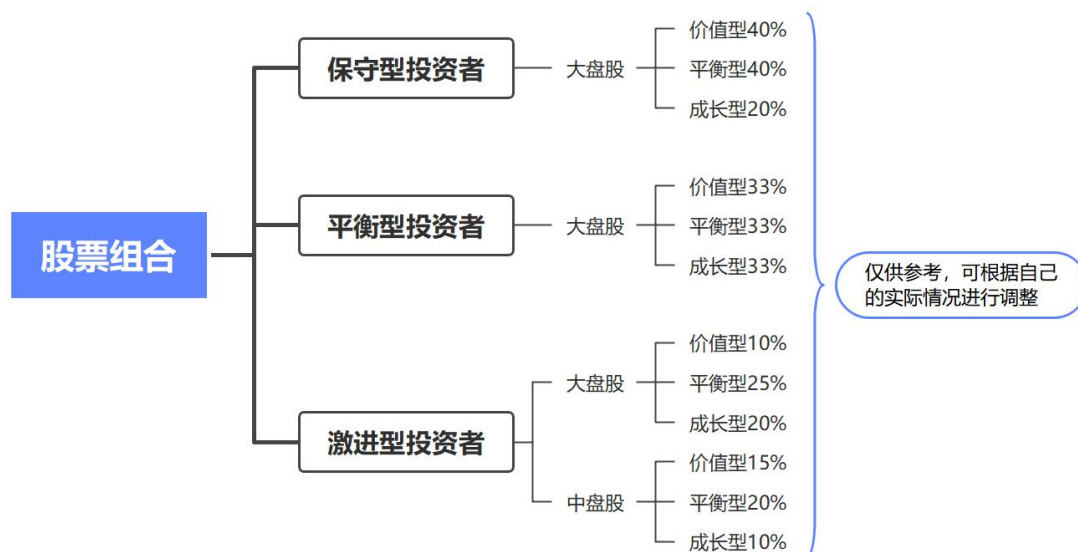 股票组合
保守型投资者
大盘股
价值型40%
平衡型40%
成长型20%
平衡型投资者
大盘股
价值型33%
平衡型33%
成长型33%
激进型投资者
大盘股
价值型10%
平衡型25%
成长型20%
中盘股
价值型15%
平衡型20%
成长型10%
仅供参考，可根据自己
的实际情况进行调整